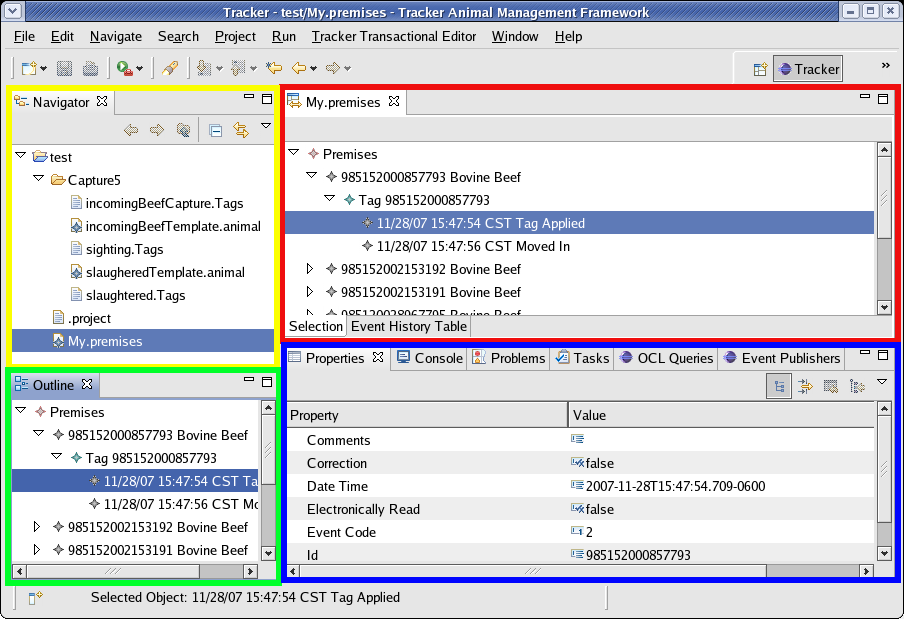 Tracker - test/My.premises - Tracker Animal Management Framework
File Edit Navigate Search Project Run Tracker Transactional Editor Window Help
Tracker
Navigator
test
Capture5
incomingBeefCapture.Tags
incomingBeefTemplate.animal
sighting.Tags
slaugheredTemplate.animal
slaughtered.Tags
.project
My.premises
My.premises
Premises
985152000857793 Bovine Beef
Tag 985152000857793
11/28/07 15:47:54 CST Tag Applied
11/28/07 15:47:56 CST Moved In
985152002153192 Bovine Beef
985152002153191 Bovine Beef
985152028967795 Bovine Beef
Selection Event History Table
Outline
Premises
985152000857793 Bovine Beef
Tag 985152000857793
11/28/07 15:47:54 CST Ta
11/28/07 15:47:56 CST Mo
985152002153192 Bovine Beef
985152002153191 Bovine Beef
Properties Console Problems Tasks OCL Queries Event Publishers
Property Value
Comments
Correction false
Date Time 2007-11-28T15:47:54.709-0600
Electronically Read false
Event Code 2
Id 985152000857793
Selected Object: 11/28/07 15:47:54 CST Tag Applied